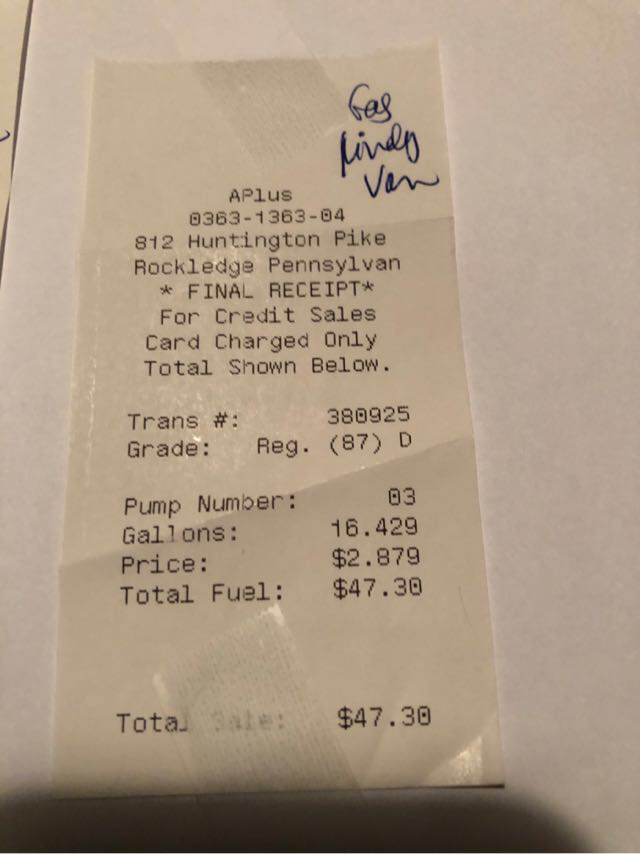 Gas
Van
APlus
0363-1363-04
812 Huntington Pike
Rockledge Pennsylvan
* FINAL RECEIPT*
For Credit Sales
Card Charged Only
Total Shown Below.
Trans #: 380925
Grade: Reg. (87) D
Pump Number: 03
Gallons: 16.429
Price: $2.879
Total Fuel: $47.30
Total Sale: $47.30